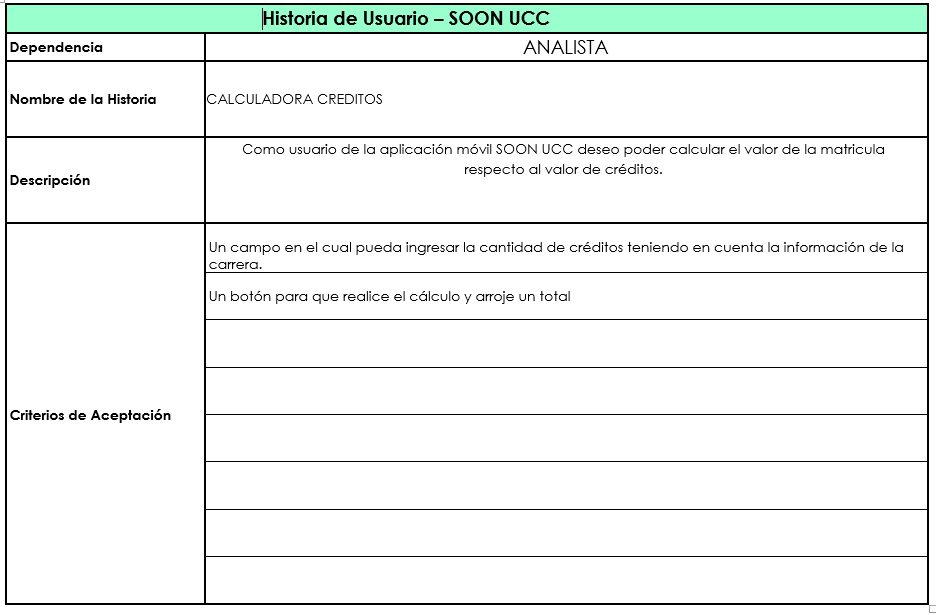 Historia de Usuario – SOON UCC
Dependencia
ANALISTA
Nombre de la Historia
CALCULADORA CREDITOS
Descripción
Como usuario de la aplicación móvil SOON UCC deseo poder calcular el valor de la matricula
respecto al valor de créditos.
Criterios de Aceptación
Un campo en el cual pueda ingresar la cantidad de créditos teniendo en cuenta la información de la
carrera.
Un botón para que realice el cálculo y arroje un total